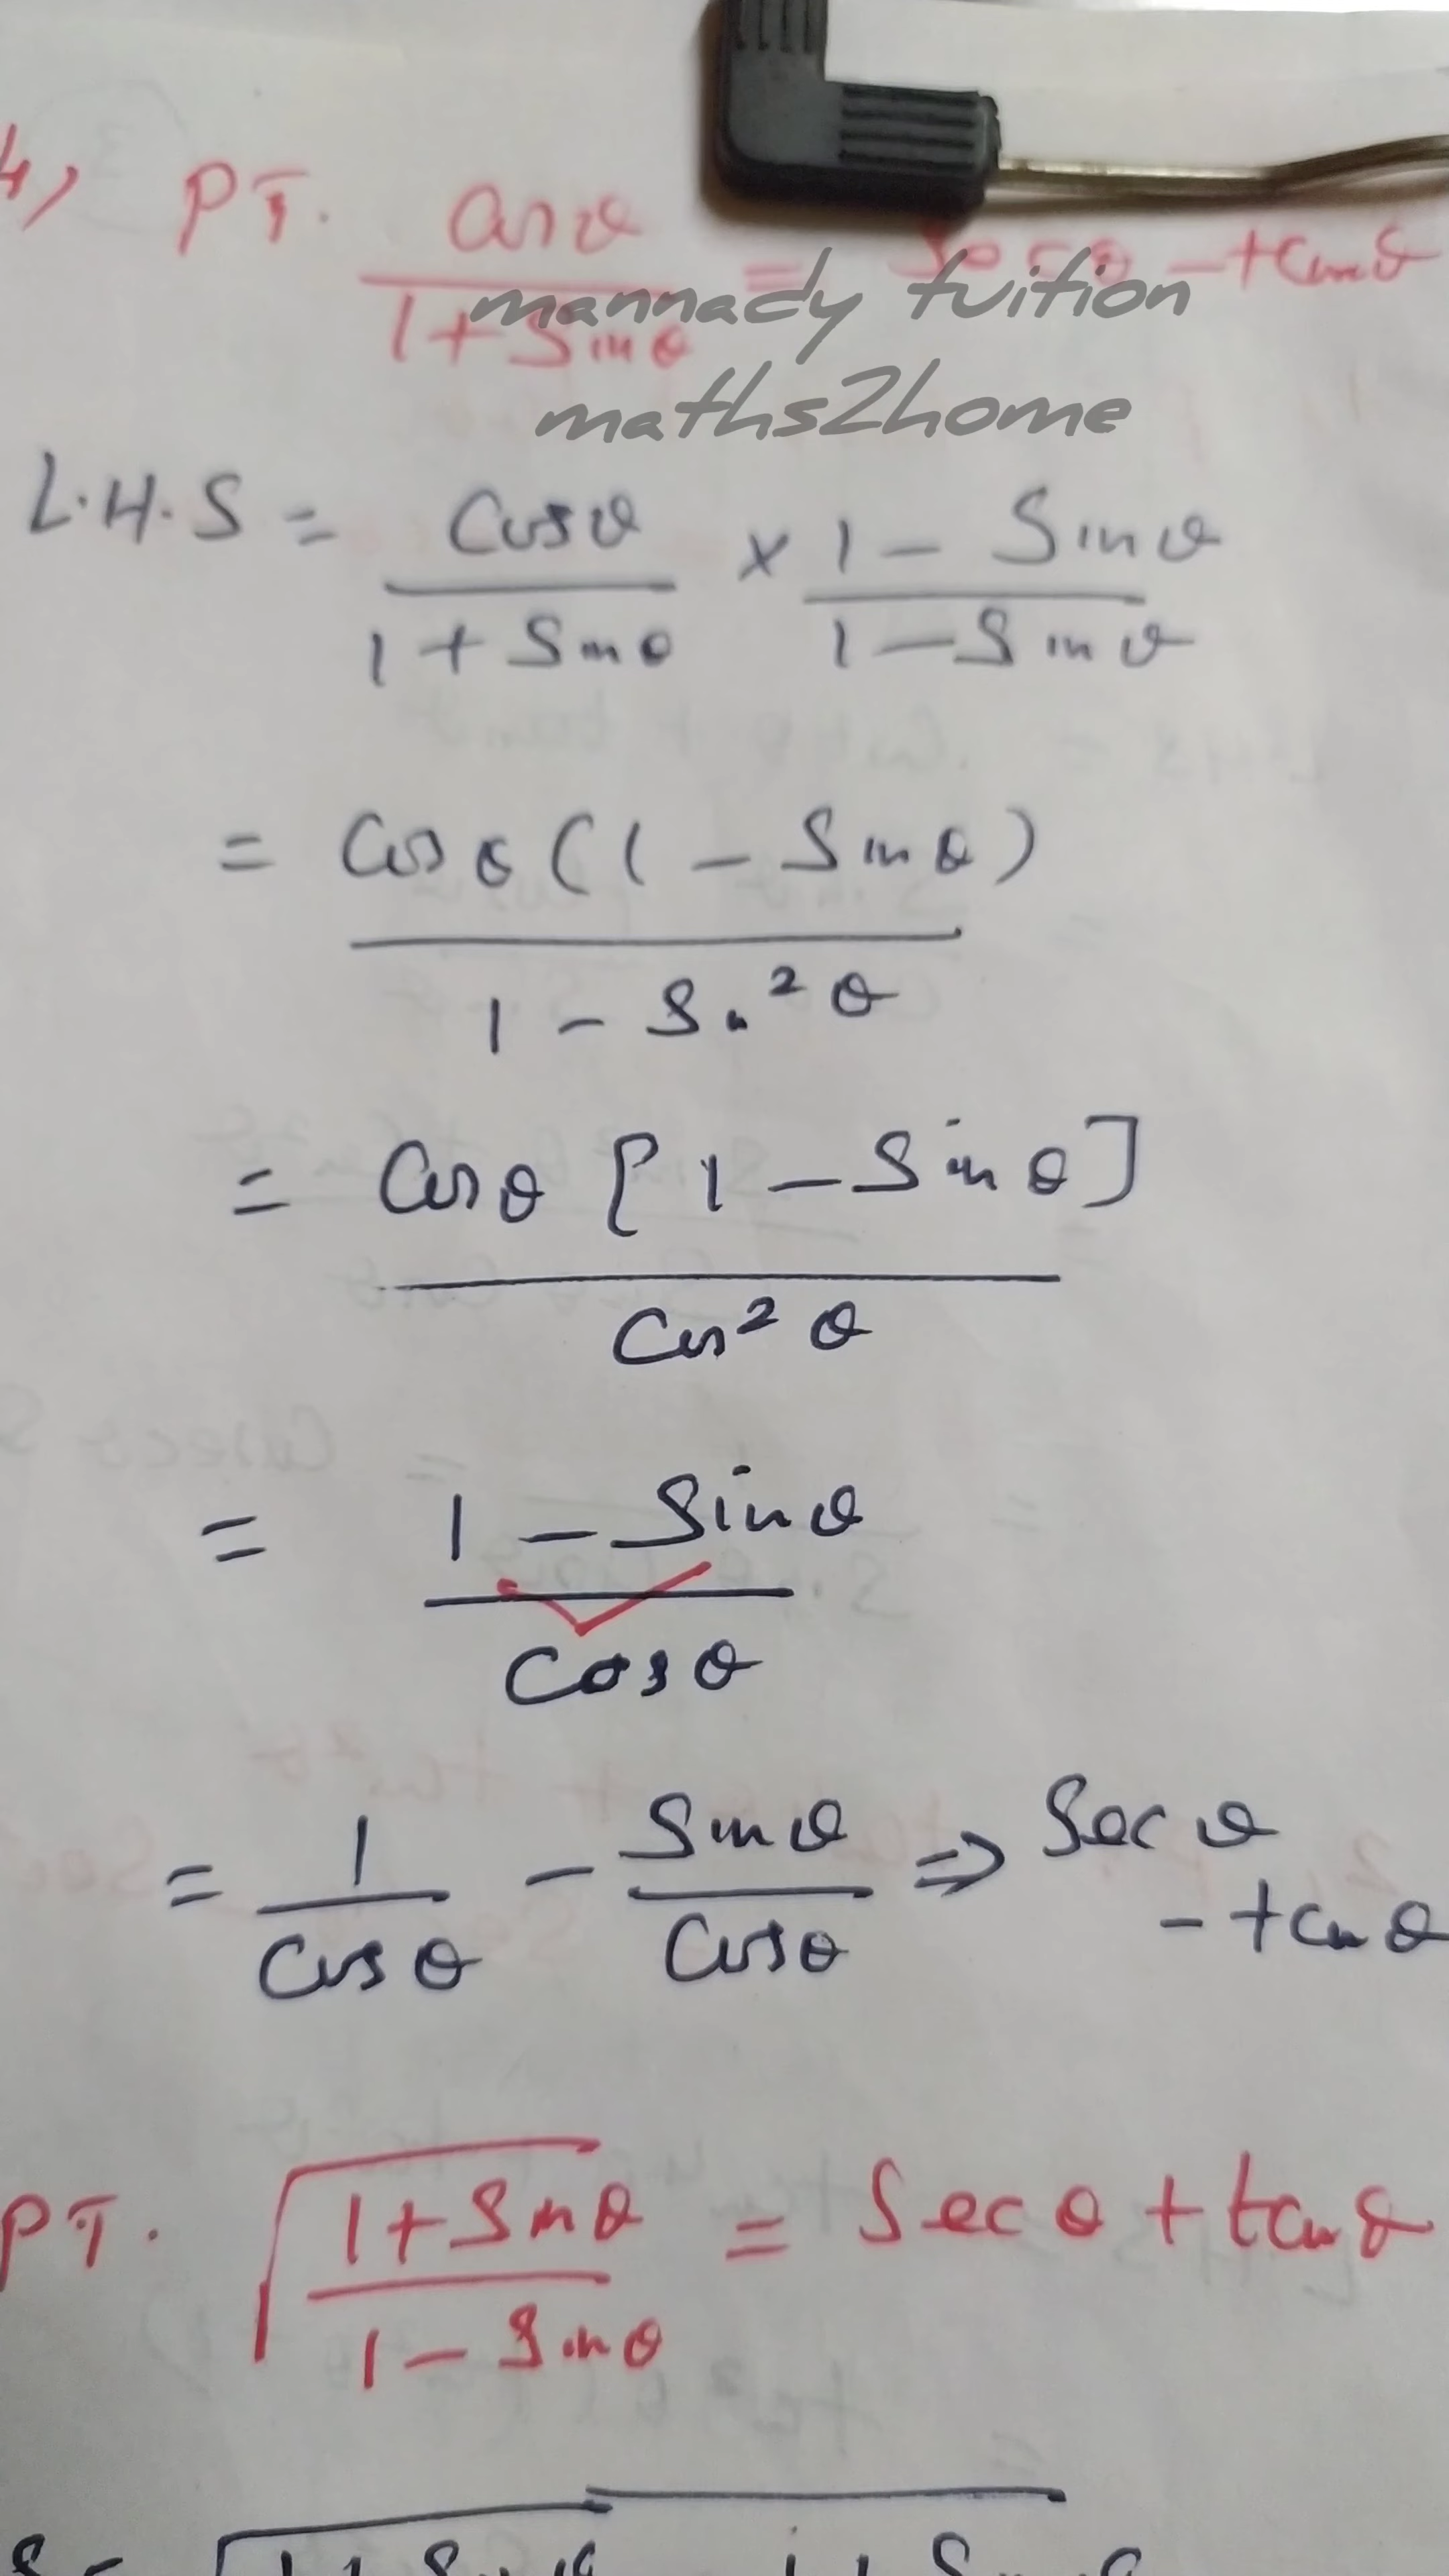 4, PT. cosθ / 1+Sinθ = Secθ - tanθ
mannady tuition
maths2home
L.H.S = Cosθ / 1+Sinθ × 1 - Sinθ / 1 - Sinθ
= Cosθ (1 - Sinθ) / 1 - Sin²θ
= Cosθ [1 - Sinθ] / Cos²θ
= 1 - Sinθ / Cosθ
= 1 / Cosθ - Sinθ / Cosθ ⇒ Secθ
- tanθ
PT. √ 1+Sinθ / 1 - Sinθ = Secθ + tanθ